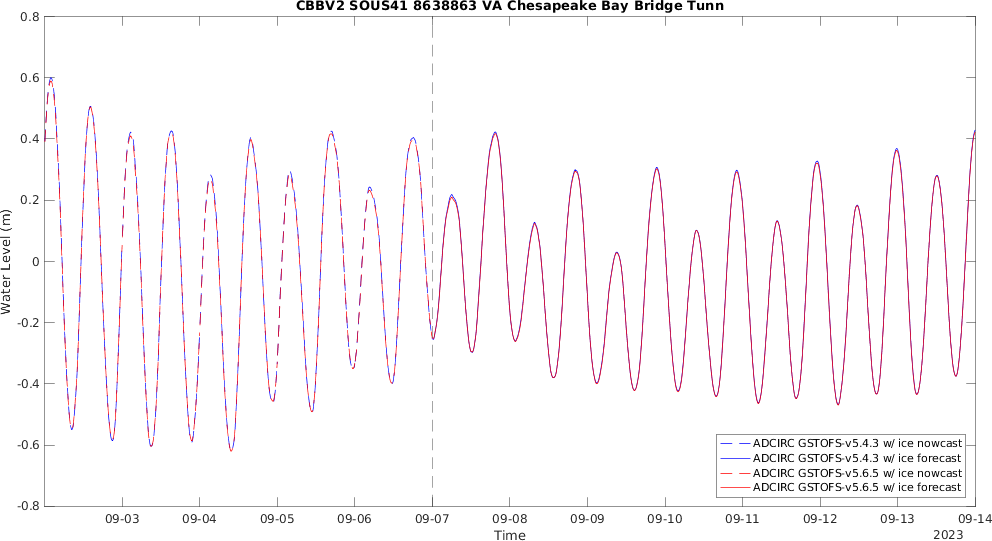 CBBV2 SOUS41 8638863 VA Chesapeake Bay Bridge Tunn
Water Level (m)
0.8
0.6
0.4
0.2
0
-0.2
-0.4
-0.6
-0.8
09-03 09-04 09-05 09-06 09-07 09-08 09-09 09-10 09-11 09-12 09-13 09-14
Time
2023
ADCIRC GSTOFS-v5.4.3 w/ ice nowcast
ADCIRC GSTOFS-v5.4.3 w/ ice forecast
ADCIRC GSTOFS-v5.6.5 w/ ice nowcast
ADCIRC GSTOFS-v5.6.5 w/ ice forecast